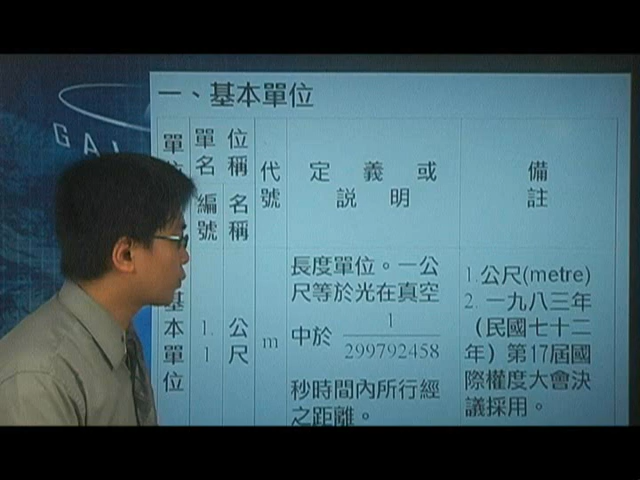 一、基本單位
單位
單位
名稱
編號
名稱
代號
定義或
說明
備
註
GAL
基本單位
1.
1
公尺
m
長度單位。一公
尺等於光在真空
中於 1
299792458
秒時間內所行經
之距離。
1.公尺(metre)
2. 一九八三年
（民國七十二
年）第17屆國
際權度大會決
議採用。